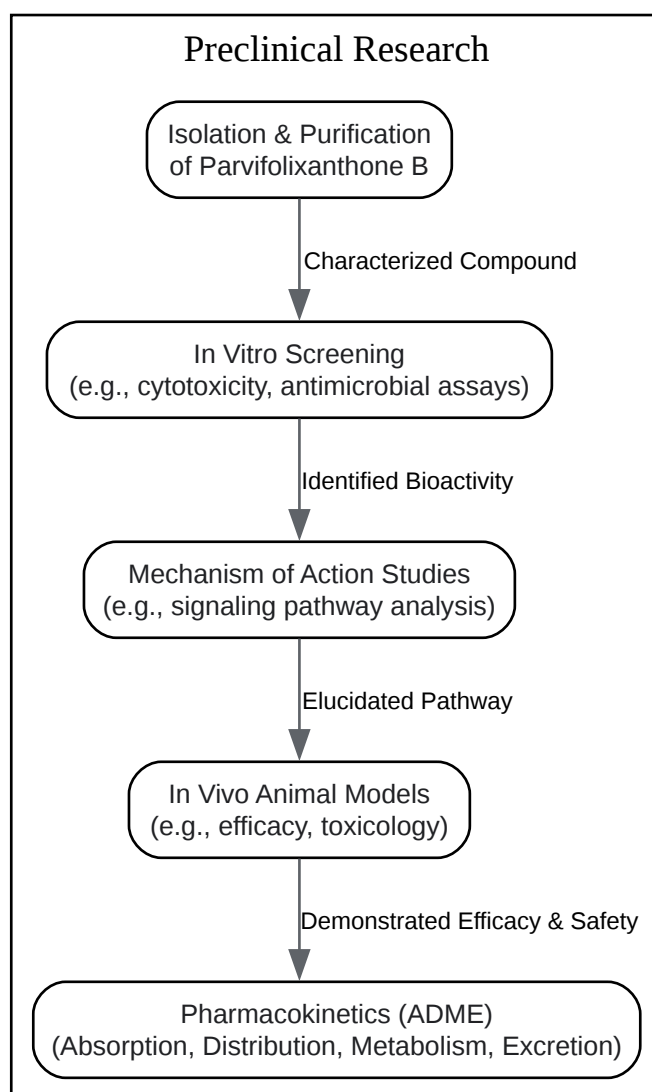 Preclinical Research
Isolation & Purification
of Parvifolixanthone B
Characterized Compound
In Vitro Screening
(e.g., cytotoxicity, antimicrobial assays)
Identified Bioactivity
Mechanism of Action Studies
(e.g., signaling pathway analysis)
Elucidated Pathway
In Vivo Animal Models
(e.g., efficacy, toxicology)
Demonstrated Efficacy & Safety
Pharmacokinetics (ADME)
(Absorption, Distribution, Metabolism, Excretion)